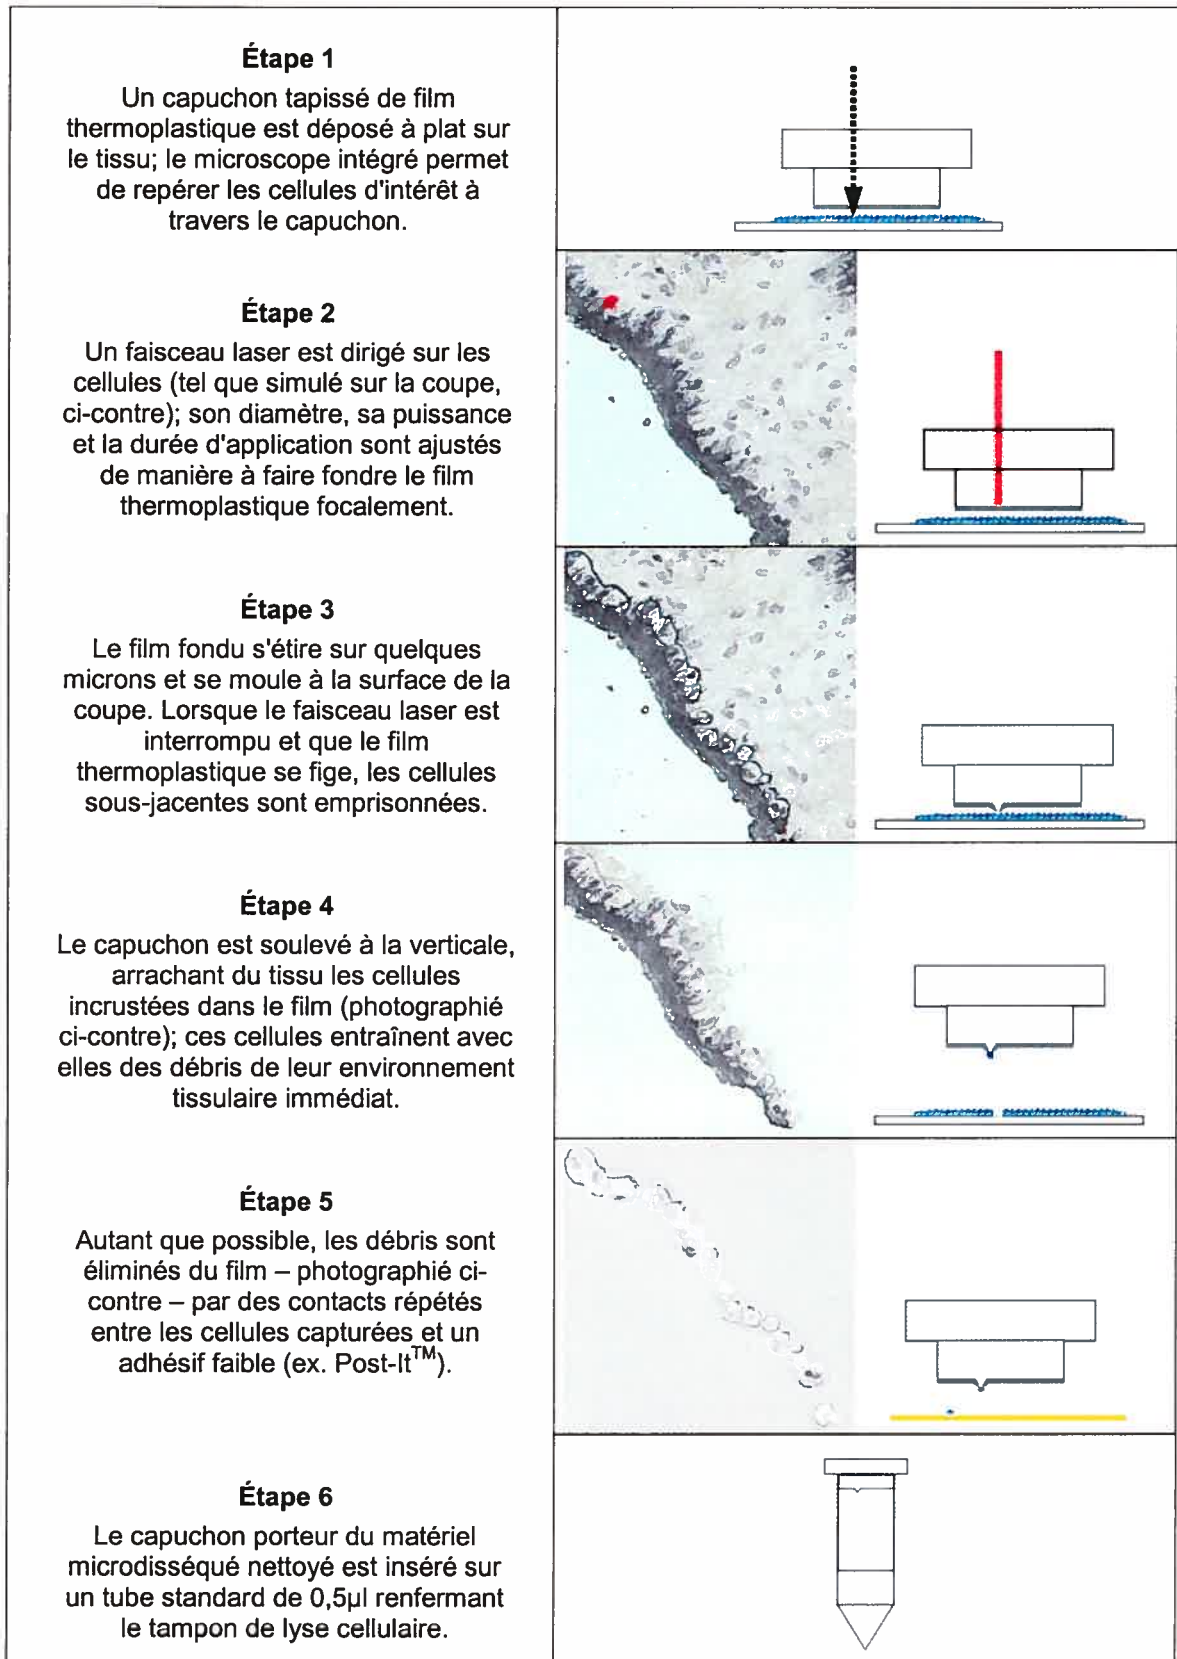 Étape 1
Un capuchon tapissé de film
thermoplastique est déposé à plat sur
le tissu; le microscope intégré permet
de repérer les cellules d'intérêt à
travers le capuchon.
Étape 2
Un faisceau laser est dirigé sur les
cellules (tel que simulé sur la coupe,
ci-contre); son diamètre, sa puissance
et la durée d'application sont ajustés
de manière à faire fondre le film
thermoplastique focalement.
Étape 3
Le film fondu s'étire sur quelques
microns et se moule à la surface de la
coupe. Lorsque le faisceau laser est
interrompu et que le film
thermoplastique se fige, les cellules
sous-jacentes sont emprisonnées.
Étape 4
Le capuchon est soulevé à la verticale,
arrachant du tissu les cellules
incrustées dans le film (photographié
ci-contre); ces cellules entraînent avec
elles des débris de leur environnement
tissulaire immédiat.
Étape 5
Autant que possible, les débris sont
éliminés du film – photographié ci-
contre – par des contacts répétés
entre les cellules capturées et un
adhésif faible (ex. Post-It™).
Étape 6
Le capuchon porteur du matériel
microdisséqué nettoyé est inséré sur
un tube standard de 0,5µl renfermant
le tampon de lyse cellulaire.